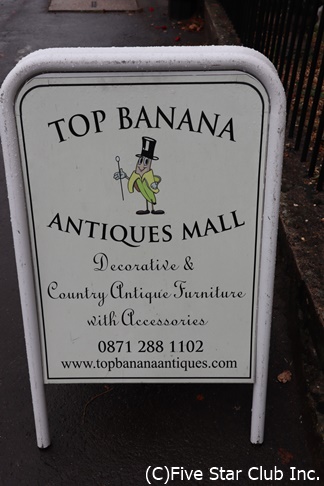 TOP BANANA
ANTIQUES MALL
Decorative &
Country Antique Furniture
with Accessories
0871 288 1102
www.topbananaantiques.com
(C)Five Star Club Inc.